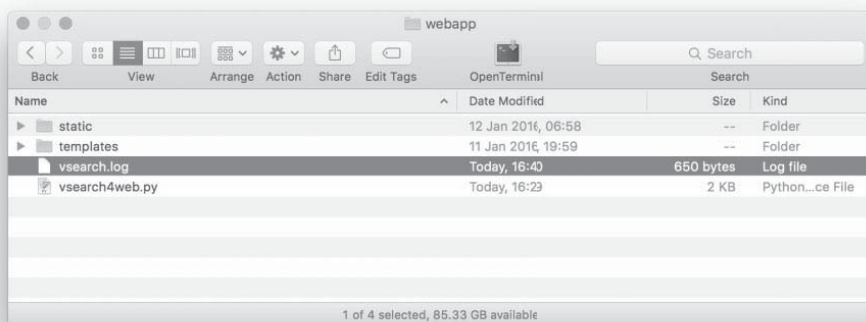 webapp
Search
Back View Arrange Action Share Edit Tags OpenTerminal Search
Name Date Modified Size Kind
static 12 Jan 2016, 06:58 -- Folder
templates 11 Jan 2016, 19:59 -- Folder
vsearch.log Today, 16:40 650 bytes Log file
vsearch4web.py Today, 16:29 2 KB Python...ce File
1 of 4 selected, 85.33 GB available